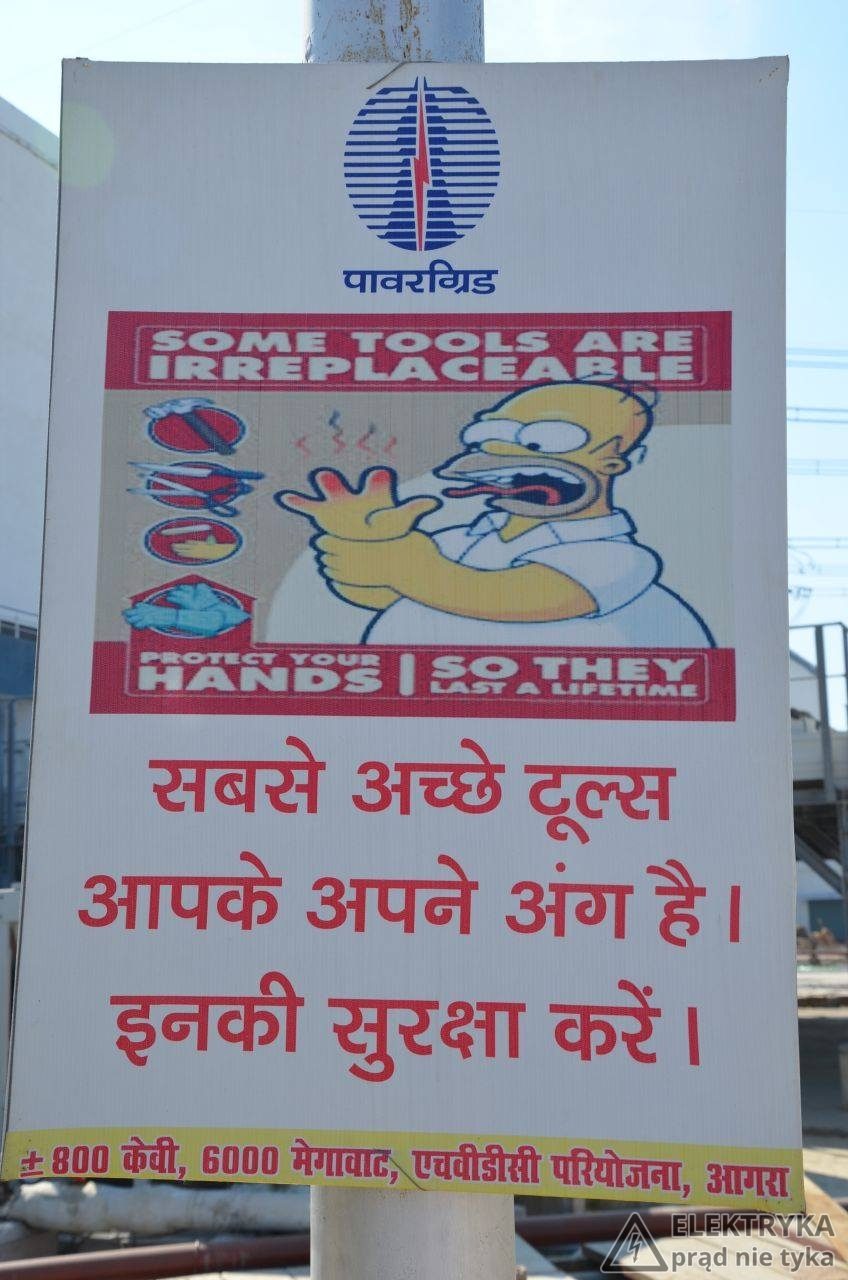 पावरग्रिड
SOME TOOLS ARE
IRREPLACEABLE
PROTECT YOUR
HANDS
SO THEY
LAST A LIFETIME
सबसे अच्छे टूल्स
आपके अपने अंग है।
इनकी सुरक्षा करें।
± 800 केवी, 6000 मेगावाट, एचवीडीसी परियोजना, आगरा
ELEKTRYKA
prąd nie tyka